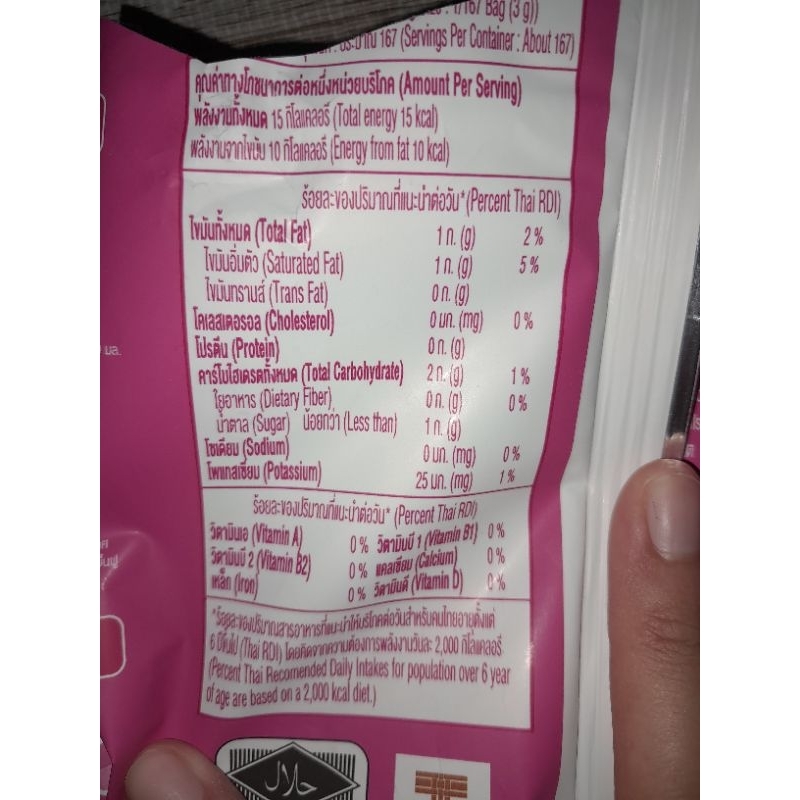 1/167 Bag (3 g))
167 (Servings Per Container : About 167)
คุณค่าทางโภชนาการต่อหนึ่งหน่วยบริโภค (Amount Per Serving)
พลังงานทั้งหมด 15 กิโลแคลอรี (Total energy 15 kcal)
พลังงานจากไขมัน 10 กิโลแคลอรี (Energy from fat 10 kcal)
ร้อยละของปริมาณที่แนะนำต่อวัน* (Percent Thai RDI)
ไขมันทั้งหมด (Total Fat) 1 ก. (g) 2 %
ไขมันอิ่มตัว (Saturated Fat) 1 ก. (g) 5 %
ไขมันทรานส์ (Trans Fat) 0 ก. (g)
โคเลสเตอรอล (Cholesterol) 0 มก. (mg) 0 %
โปรตีน (Protein) 0 ก. (g)
คาร์โบไฮเดรตทั้งหมด (Total Carbohydrate) 2 ก. (g) 1 %
ใยอาหาร (Dietary Fiber) 0 ก. (g) 0 %
น้ำตาล (Sugar) น้อยกว่า (Less than) 1 ก. (g)
โซเดียม (Sodium) 0 มก. (mg) 0 %
โพแทสเซียม (Potassium) 25 มก. (mg) 1 %
ร้อยละของปริมาณที่แนะนำต่อวัน* (Percent Thai RDI)
วิตามินเอ (Vitamin A) 0 % วิตามินบี 1 (Vitamin B1) 0 %
วิตามินบี 2 (Vitamin B2) 0 % แคลเซียม (Calcium) 0 %
เหล็ก (Iron) 0 % วิตามินดี (Vitamin D) 0 %
*ร้อยละของปริมาณสารอาหารที่แนะนำให้บริโภคต่อวันสำหรับคนไทยอายุตั้งแต่
6 ปีขึ้นไป (Thai RDI) โดยคิดจากความต้องการพลังงานวันละ 2,000 กิโลแคลอรี
(Percent Thai Recomended Daily Intakes for population over 6 year
of age are based on a 2,000 kcal diet.)
มล.
حلال